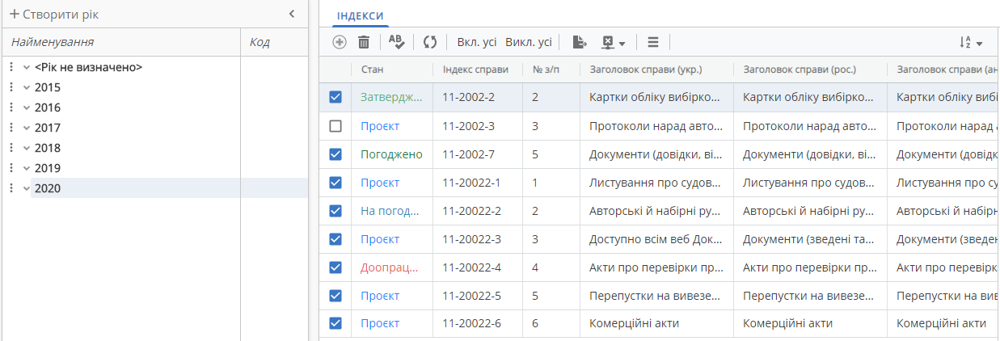 Створити рік
Найменування Код
<Рік не визначено>
2015
2016
2017
2018
2019
2020
ІНДЕКСИ
Вкл. усі Викл. усі
Стан Індекс справи № з/п Заголовок справи (укр.) Заголовок справи (рос.) Заголовок справи (ан
Затвердж... 11-2002-2 2 Картки обліку вибірко... Картки обліку вибірко... Картки обліку вибі
Проєкт 11-2002-3 3 Протоколи нарад авто... Протоколи нарад авто... Протоколи нарад
Погоджено 11-2002-7 5 Документи (довідки, ві... Документи (довідки, ві... Документи (довідк
Проєкт 11-20022-1 1 Листування про судов... Листування про судов... Листування про су
На погод... 11-20022-2 2 Авторські й набірні ру... Авторські й набірні ру... Авторські й набірн
Проєкт 11-20022-3 3 Доступно всім веб Док... Документи (зведені та... Документи (зведен
Доопрац... 11-20022-4 4 Акти про перевірки пр... Акти про перевірки пр... Акти про перевірк
Проєкт 11-20022-5 5 Перепустки на вивезе... Перепустки на вивезе... Перепустки на вив
Проєкт 11-20022-6 6 Комерційні акти Комерційні акти Комерційні акти